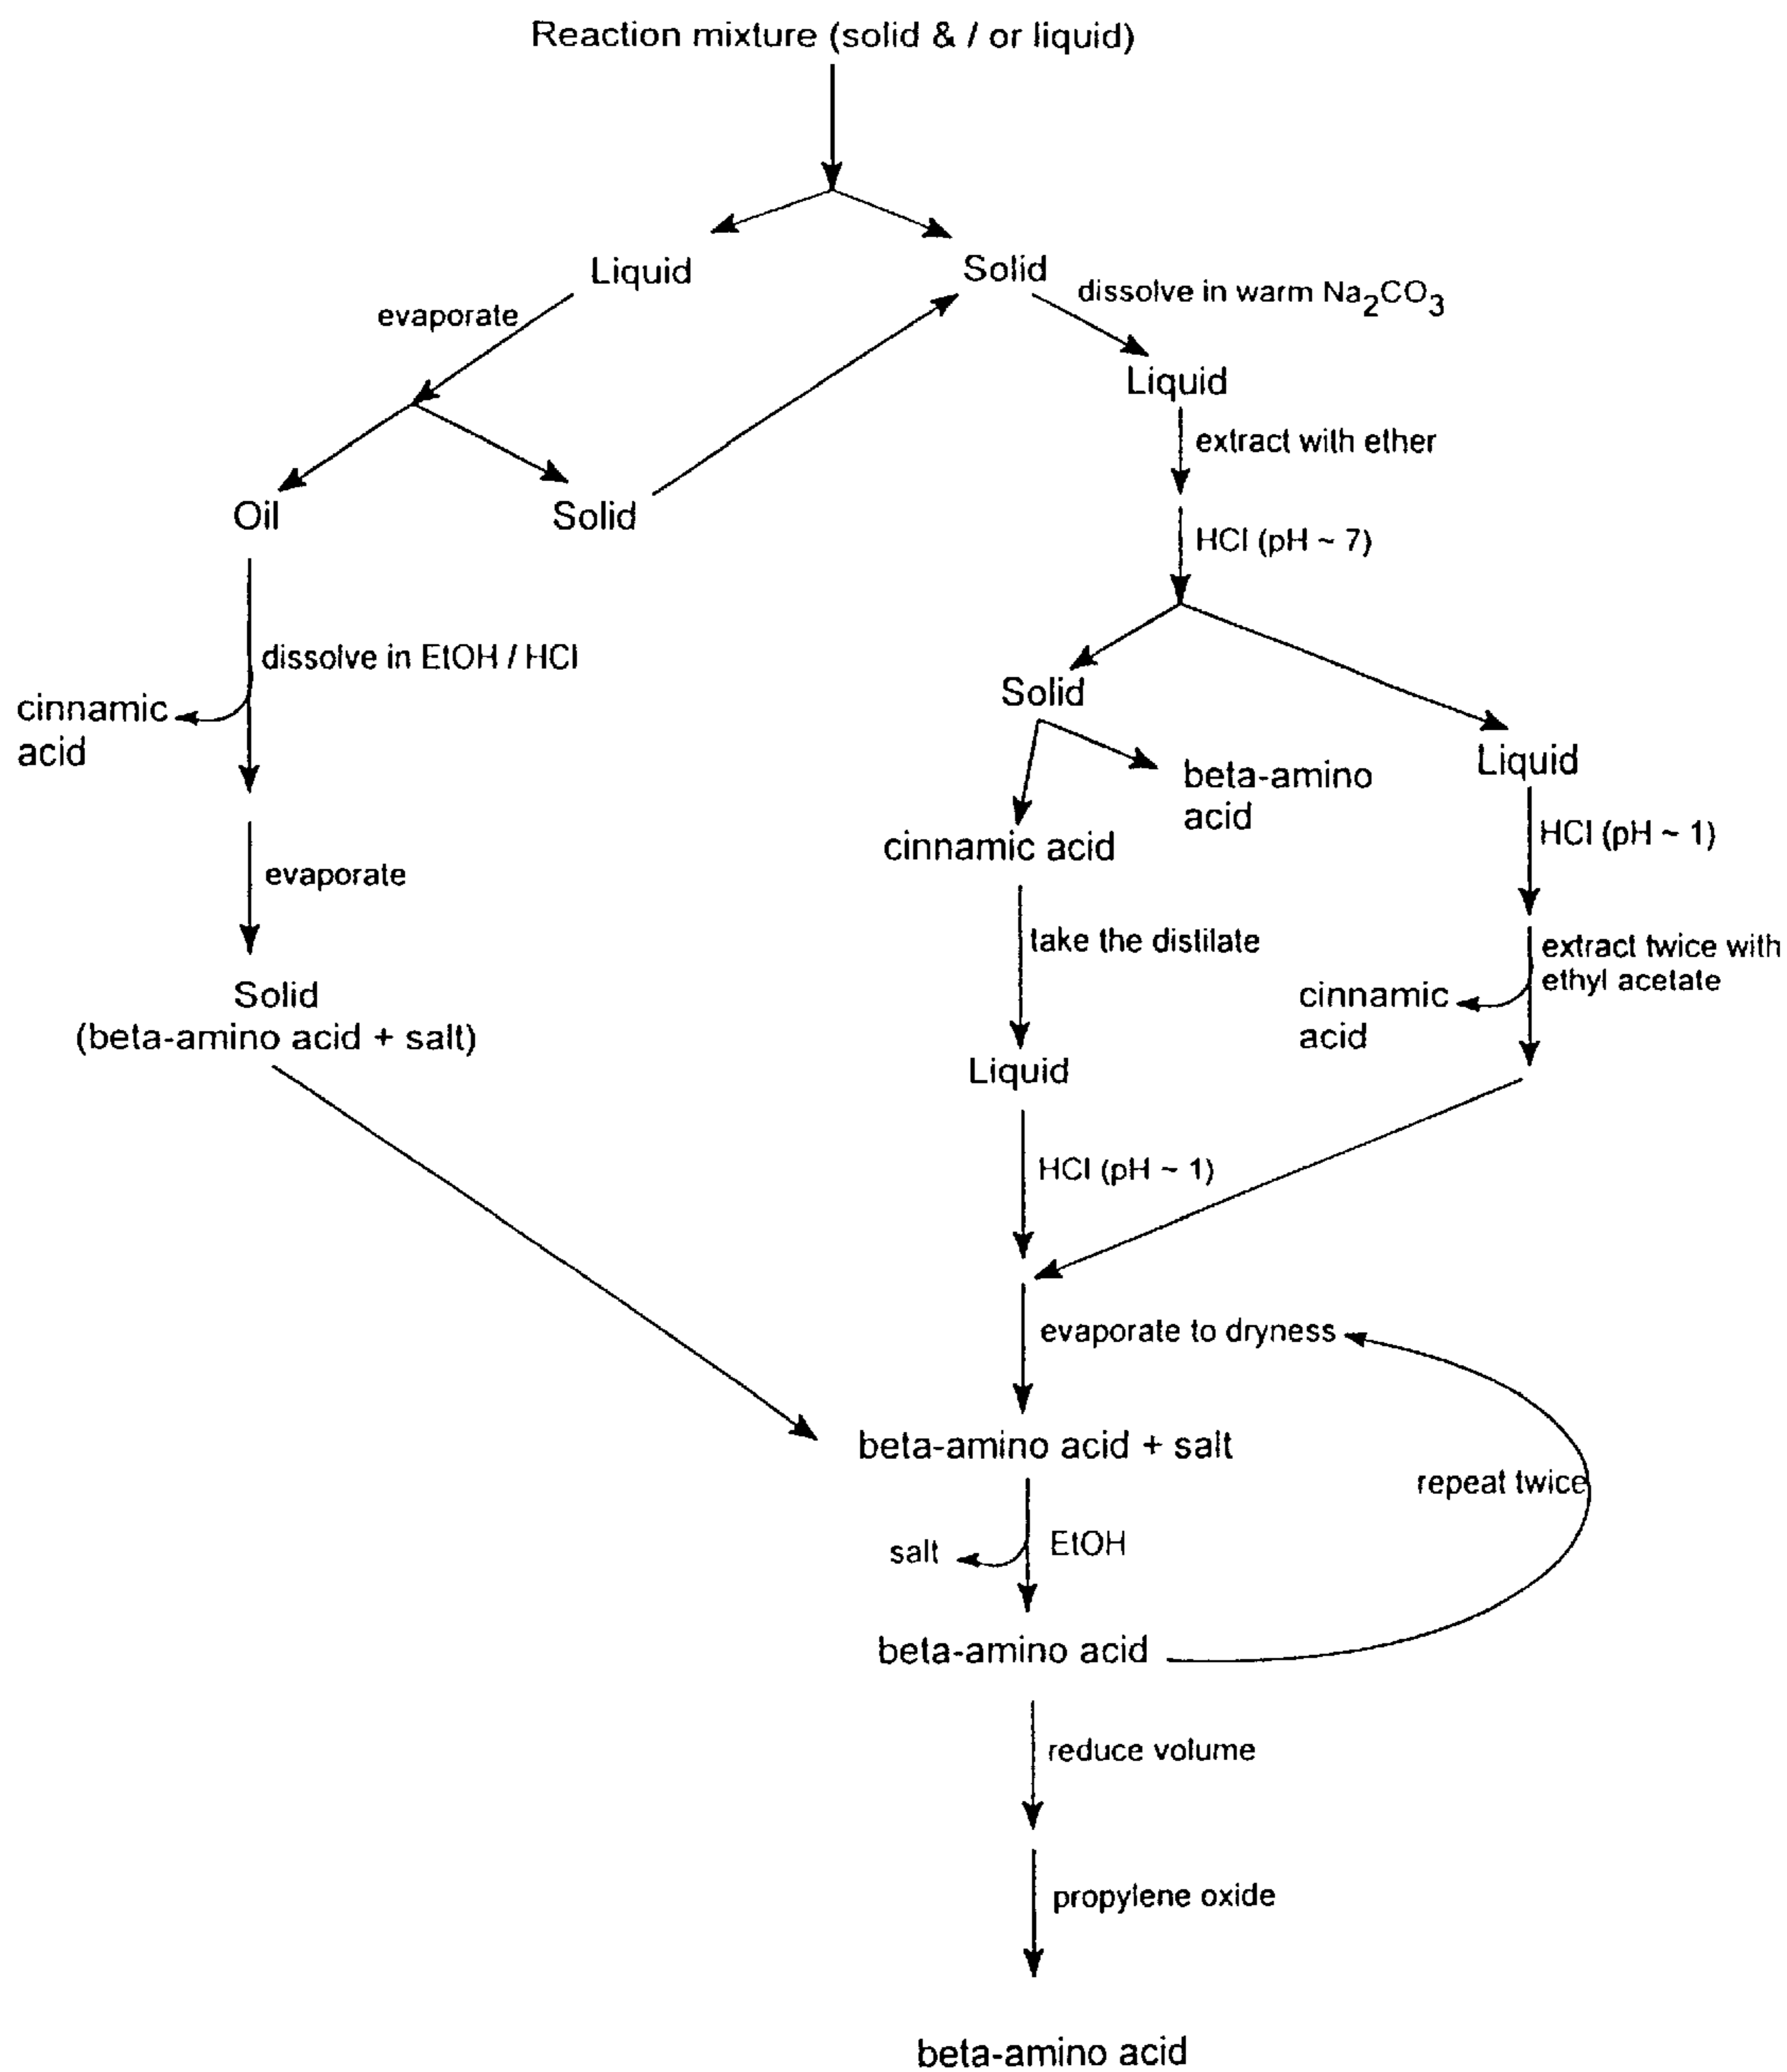 Reaction mixture (solid & / or liquid)
Liquid
Solid
dissolve in warm Na2CO3
evaporate
Liquid
extract with ether
Oil
Solid
HCl (pH ~ 7)
dissolve in EtOH / HCl
cinnamic
acid
Solid
Liquid
beta-amino
acid
cinnamic acid
HCl (pH ~ 1)
evaporate
take the distilate
extract twice with
ethyl acetate
cinnamic
acid
Solid
(beta-amino acid + salt)
Liquid
HCl (pH ~ 1)
evaporate to dryness
beta-amino acid + salt
repeat twice
salt
EtOH
beta-amino acid
reduce volume
propylene oxide
beta-amino acid